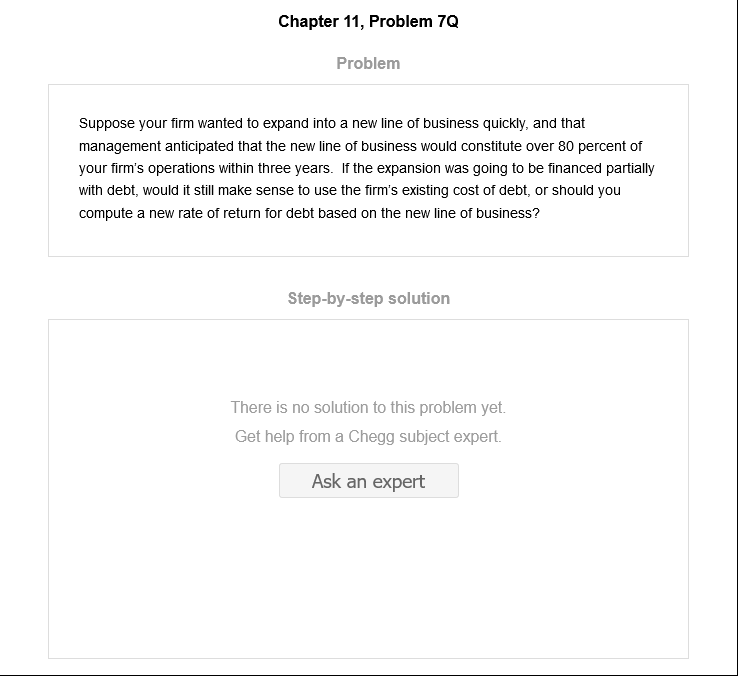 Chapter 11, Problem 7Q
Problem
Suppose your firm wanted to expand into a new line of business quickly, and that
management anticipated that the new line of business would constitute over 80 percent of
your firm's operations within three years.  If the expansion was going to be financed partially
with debt, would it still make sense to use the firm's existing cost of debt, or should you
compute a new rate of return for debt based on the new line of business?
Step-by-step solution
There is no solution to this problem yet.
Get help from a Chegg subject expert.
Ask an expert